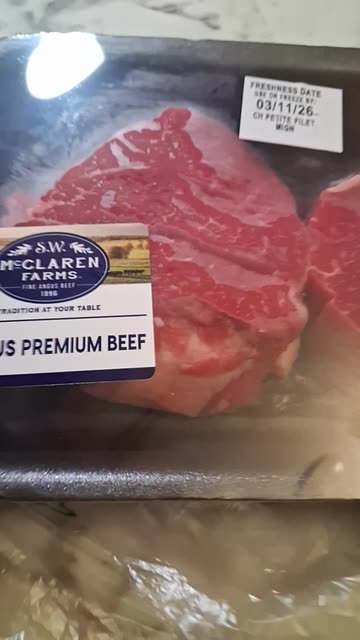 FRESHNESS DATE
USE OR FREEZE BY:
03/11/26
CH PETITE FILET
MIGN
S.W.
McCLAREN
FARMS
FINE ANGUS BEEF
1896
TRADITION AT YOUR TABLE
US PREMIUM BEEF